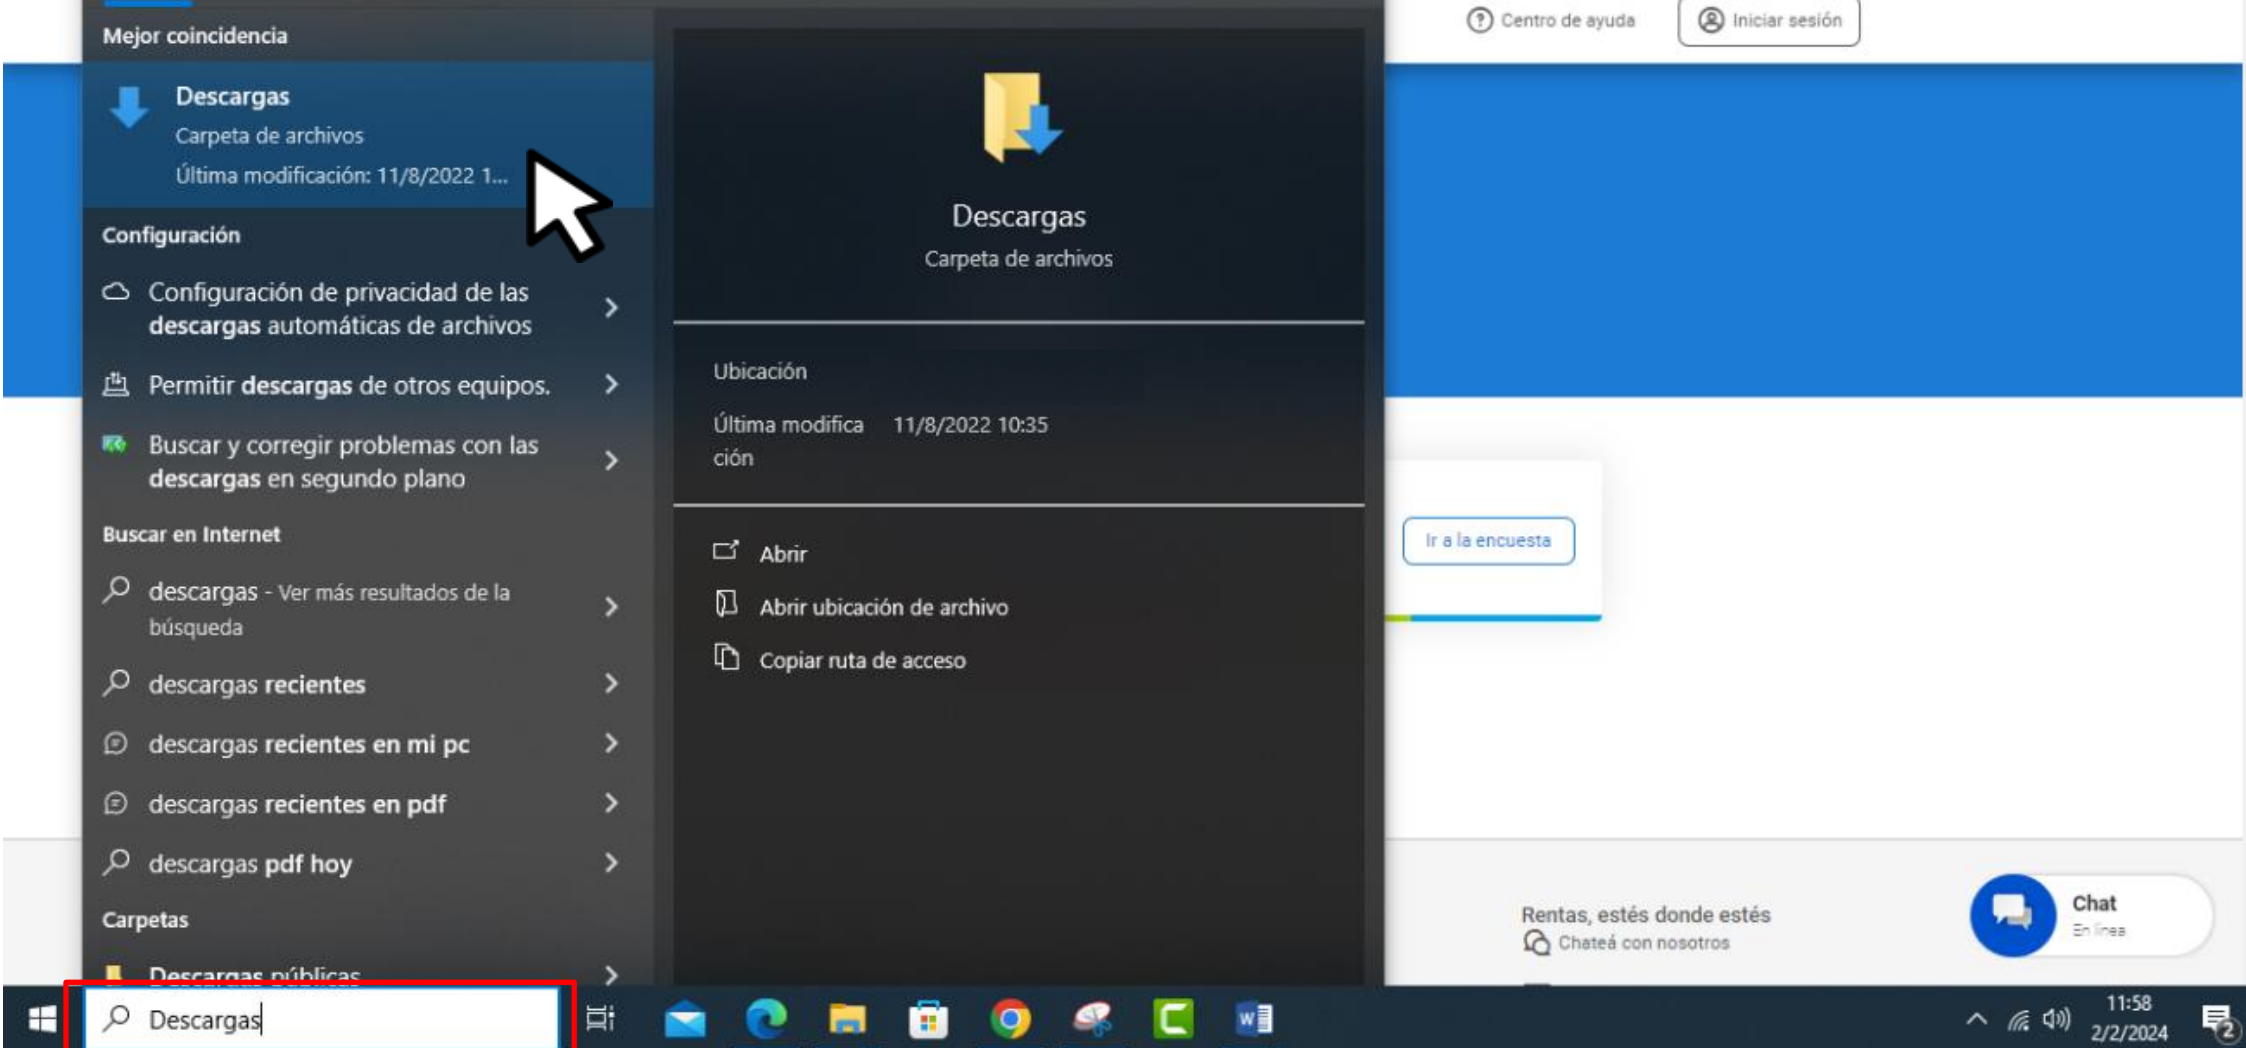 Mejor coincidencia
Descargas
Carpeta de archivos
Última modificación: 11/8/2022 1...
Configuración
Configuración de privacidad de las
descargas automáticas de archivos
Permitir descargas de otros equipos.
Buscar y corregir problemas con las
descargas en segundo plano
Buscar en Internet
descargas - Ver más resultados de la
búsqueda
descargas recientes
descargas recientes en mi pc
descargas recientes en pdf
descargas pdf hoy
Carpetas
Descargas públicas
Descargas
Carpeta de archivos
Ubicación
Última modifica 11/8/2022 10:35
ción
Abrir
Abrir ubicación de archivo
Copiar ruta de acceso
Centro de ayuda
Iniciar sesión
Ir a la encuesta
Rentas, estés donde estés
Chateá con nosotros
Chat
En línea
Descargas
W
11:58
2/2/2024
2